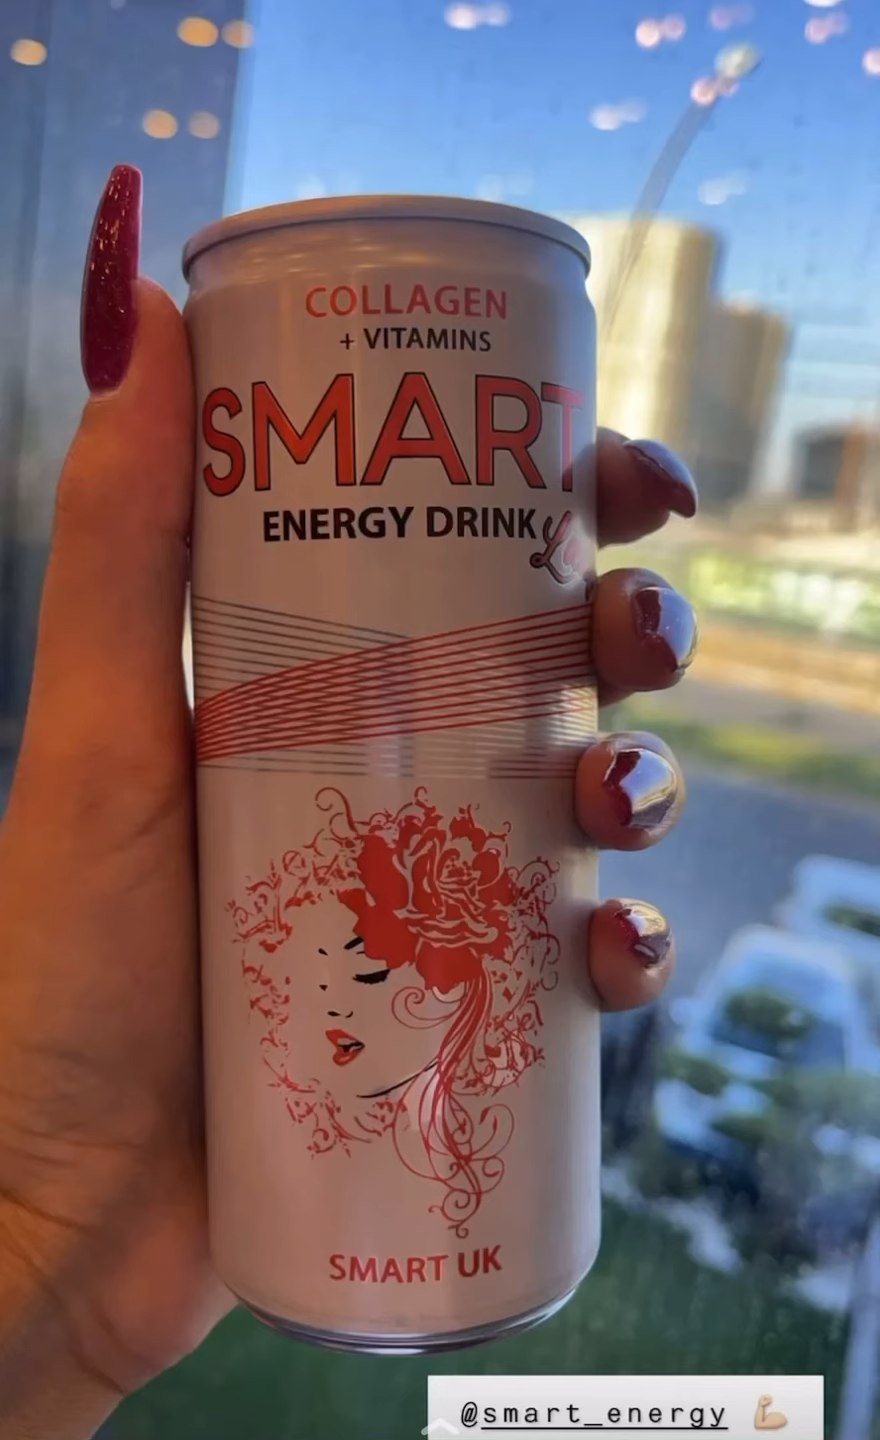 COLLAGEN
+ VITAMINS
SMART
ENERGY DRINK
SMART UK
@smart_energy 💪🏼